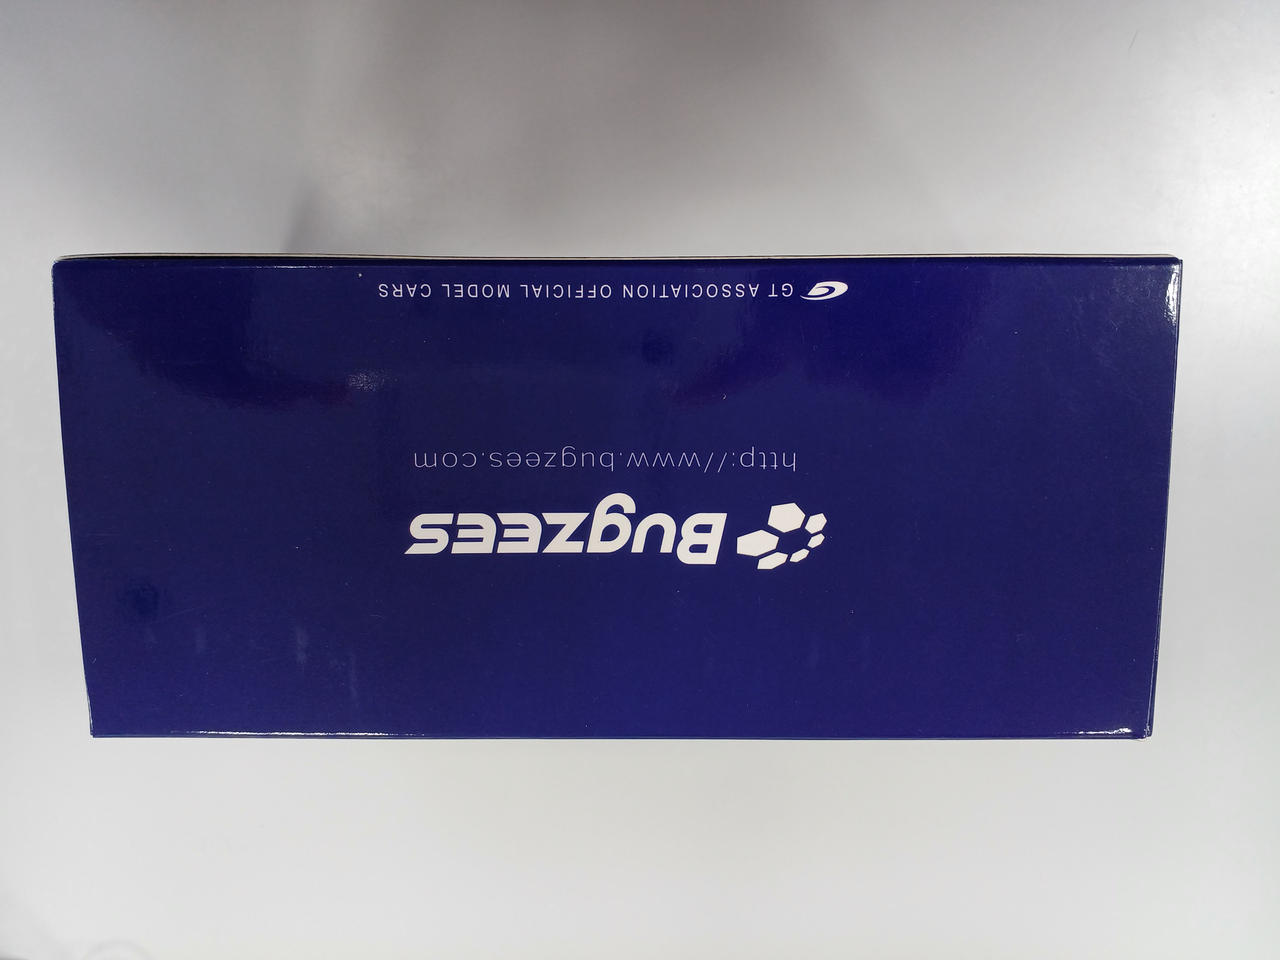 Bugzees
http://www.bugzees.com
GT ASSOCIATION OFFICIAL MODEL CARS